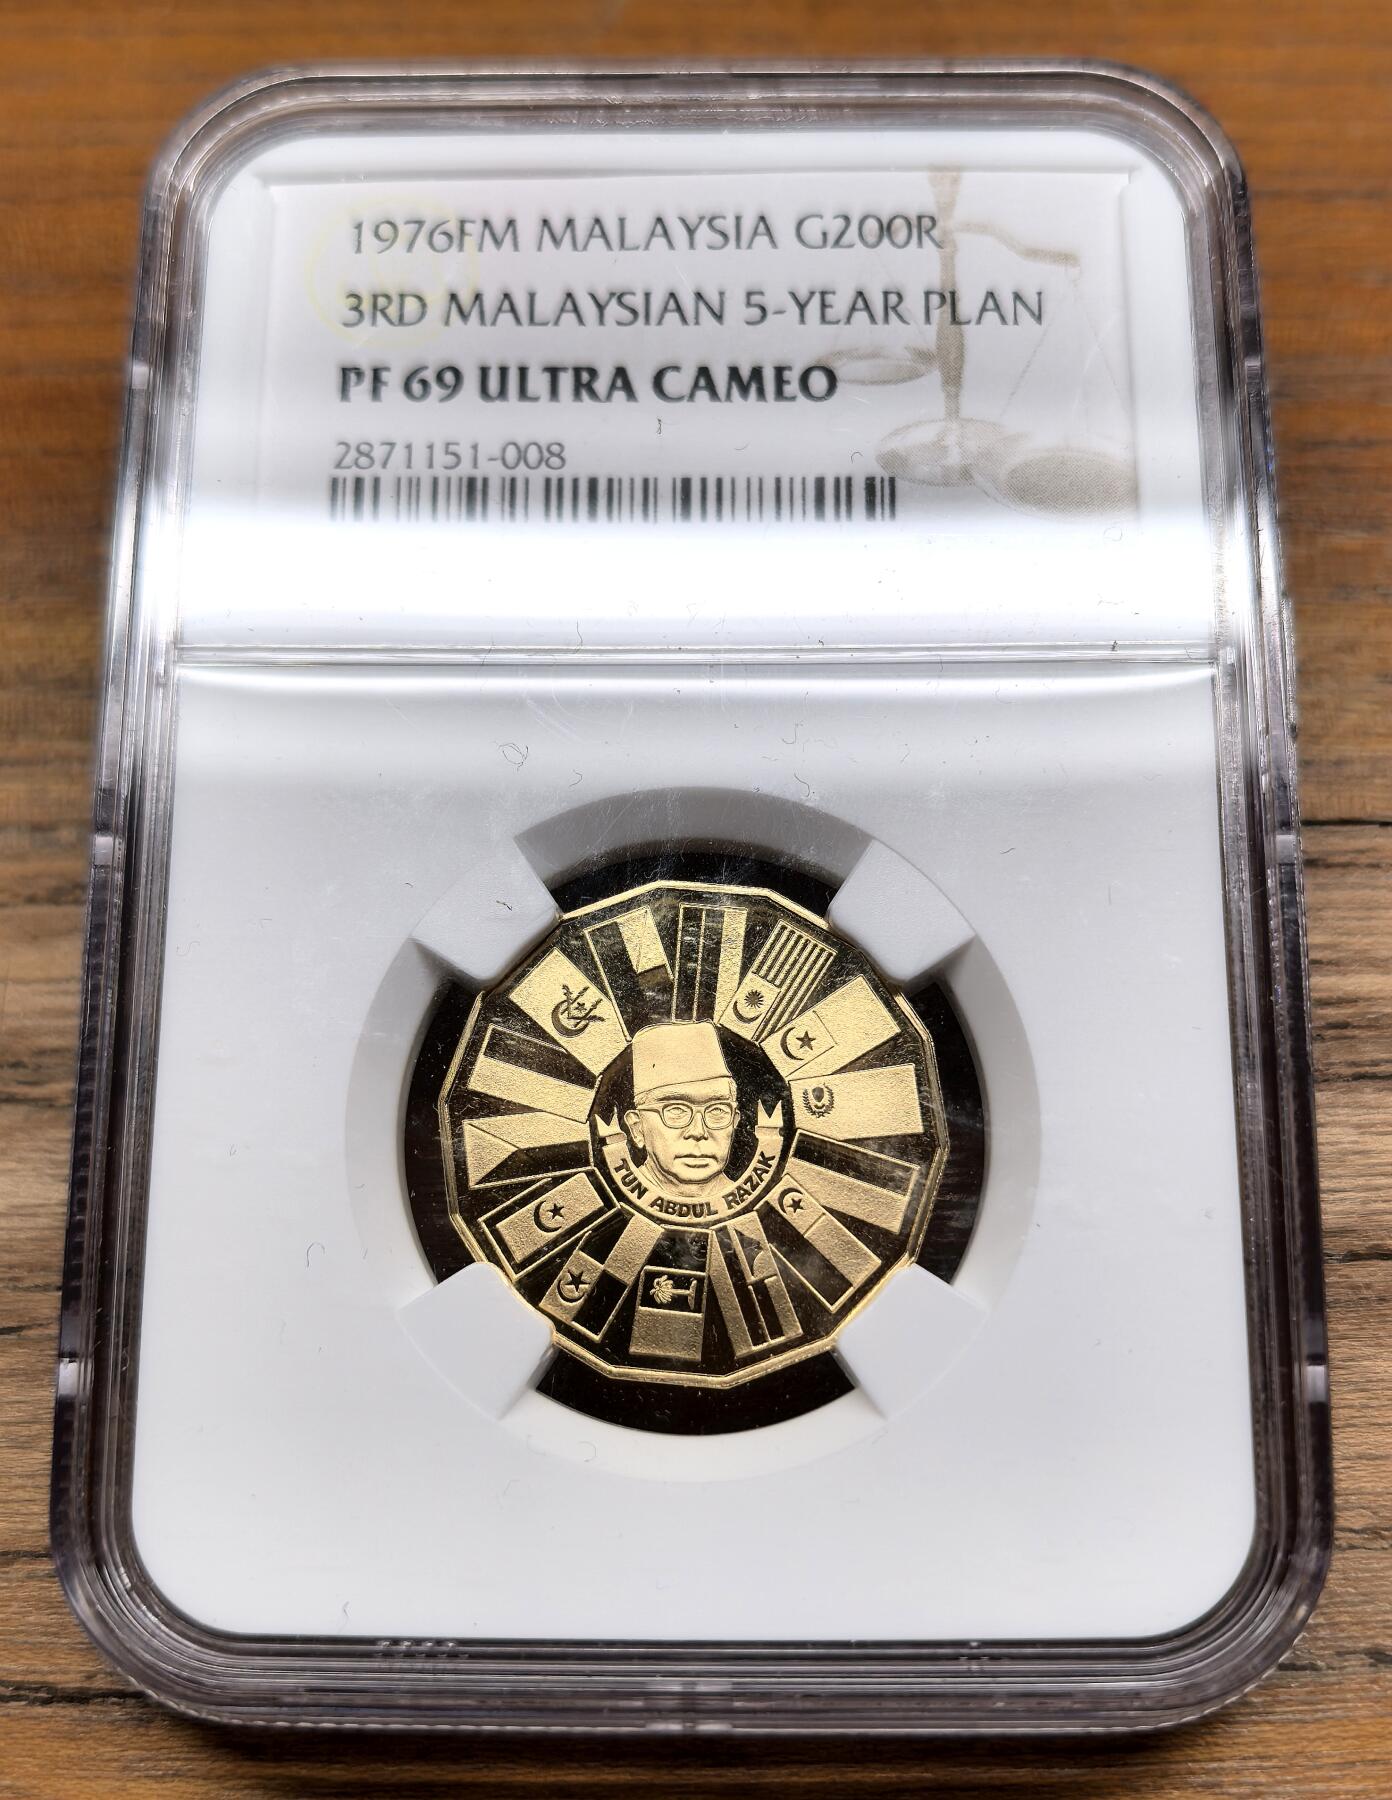 1976FM MALAYSIA G200R
3RD MALAYSIAN 5-YEAR PLAN
PF 69 ULTRA CAMEO
2871151-008
TUN ABDUL RAZAK